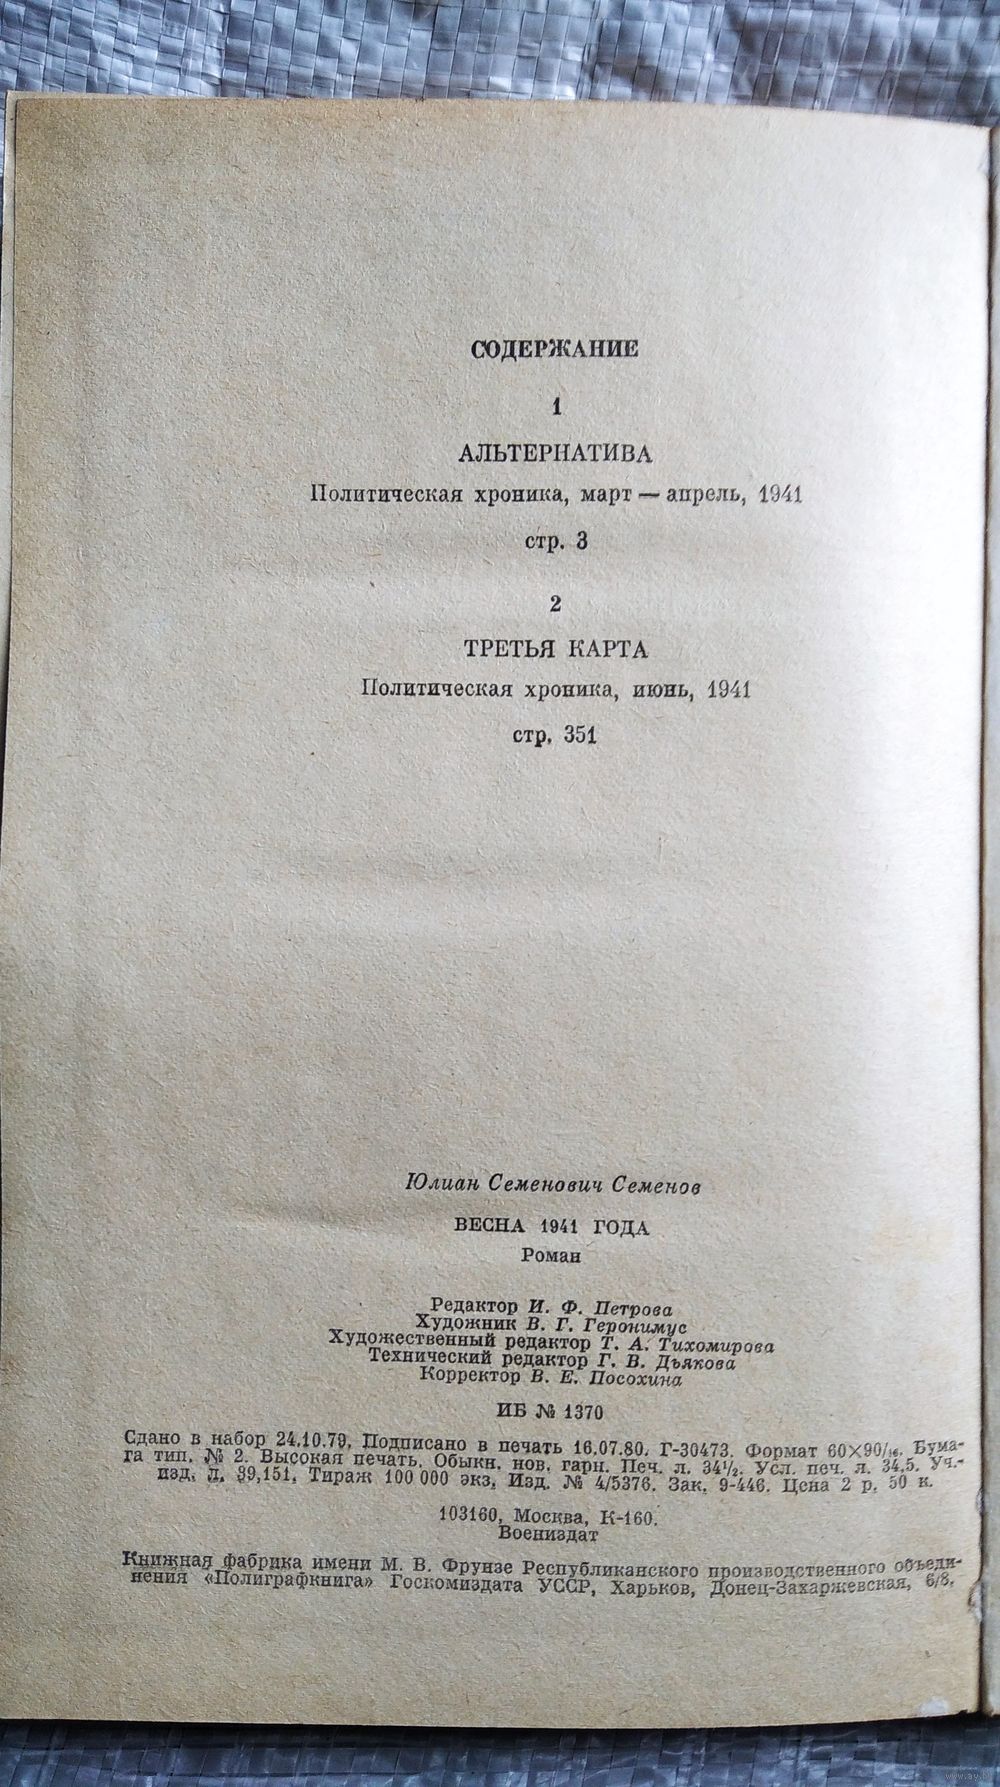 СОДЕРЖАНИЕ
1
АЛЬТЕРНАТИВА
Политическая хроника, март — апрель, 1941
стр. 3
2
ТРЕТЬЯ КАРТА
Политическая хроника, июнь, 1941
стр. 351
Юлиан Семенович Семенов
ВЕСНА 1941 ГОДА
Роман
Редактор И. Ф. Петрова
Художник В. Г. Геронимус
Художественный редактор Т. А. Тихомирова
Технический редактор Г. В. Дьякова
Корректор В. Е. Посохина
ИБ № 1370
Сдано в набор 24.10.79. Подписано в печать 16.07.80. Г-30473. Формат 60×90/16. Бума-
га тип. № 2. Высокая печать. Обыкн. нов. гарн. Печ. л. 34½. Усл. печ. л. 34,5. Уч.-
изд. л. 39,151. Тираж 100 000 экз. Изд. № 4/5376. Зак. 9-446. Цена 2 р. 50 к.
103160, Москва, К-160.
Воениздат
Книжная фабрика имени М. В. Фрунзе Республиканского производственного объеди-
нения «Полиграфкнига» Госкомиздата УССР, Харьков, Донец-Захаржевская, 6/8.